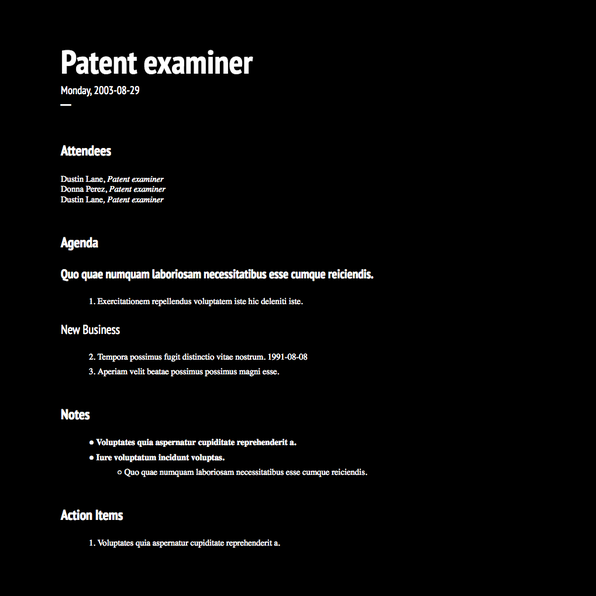 Patent examiner
Monday, 2003-08-29
—
Attendees
Dustin Lane, Patent examiner
Donna Perez, Patent examiner
Dustin Lane, Patent examiner
Agenda
Quo quae numquam laboriosam necessitatibus esse cumque reiciendis.
1. Exercitationem repellendus voluptatem iste hic deleniti iste.
New Business
2. Tempora possimus fugit distinctio vitae nostrum. 1991-08-08
3. Aperiam velit beatae possimus possimus magni esse.
Notes
● Voluptates quia aspernatur cupiditate reprehenderit a.
● Iure voluptatum incidunt voluptas.
○ Quo quae numquam laboriosam necessitatibus esse cumque reiciendis.
Action Items
1. Voluptates quia aspernatur cupiditate reprehenderit a.